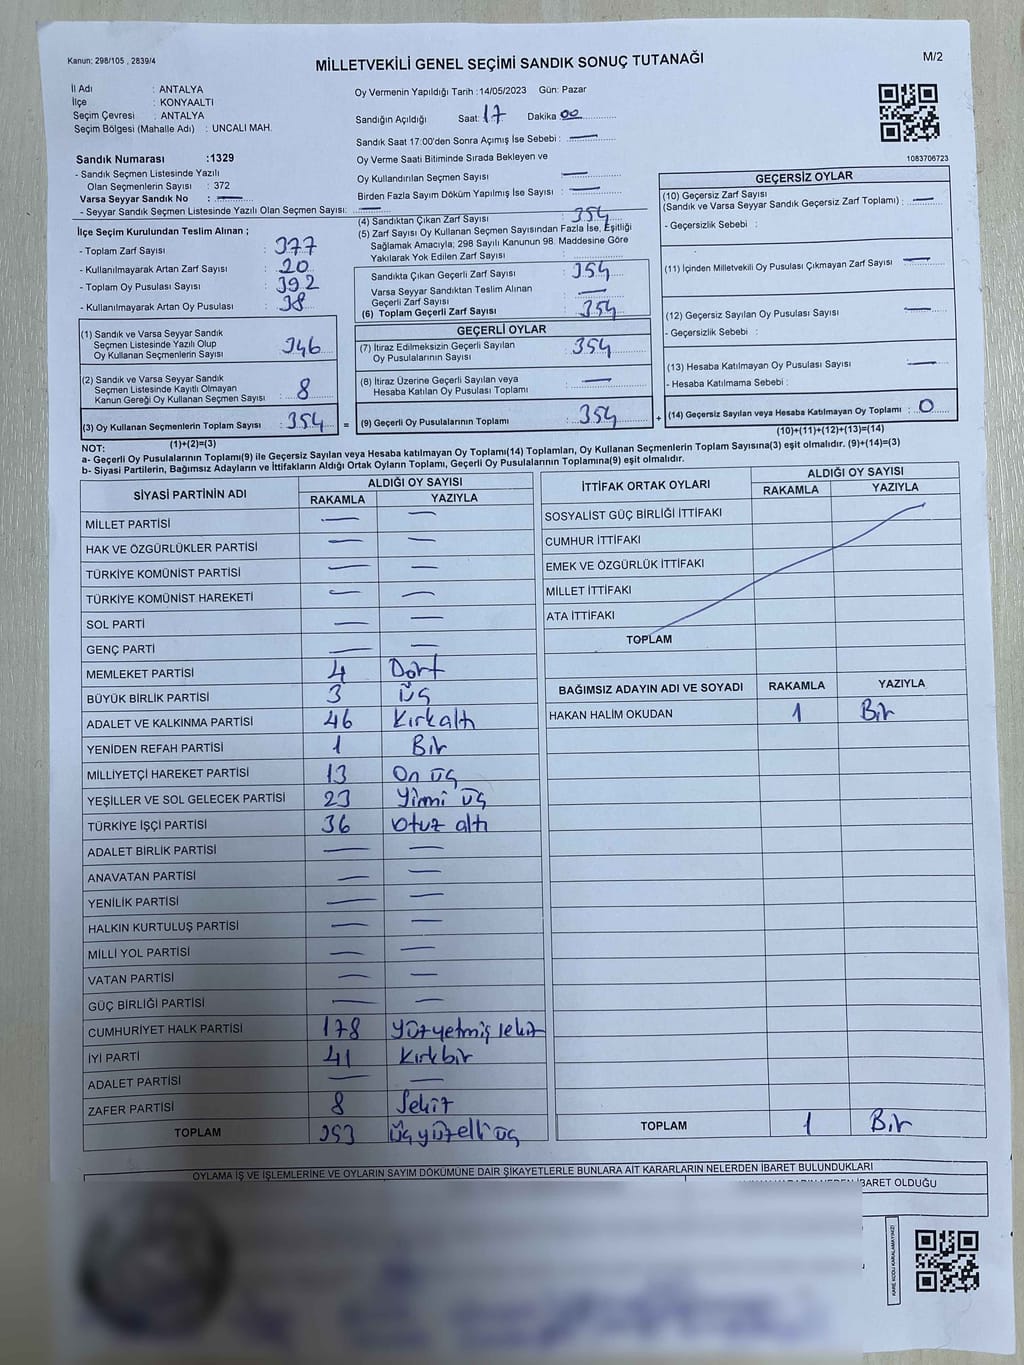 Kanun: 298/105 , 2839/4
MİLLETVEKİLİ GENEL SEÇİMİ SANDIK SONUÇ TUTANAĞI
M/2
İl Adı : ANTALYA
İlçe : KONYAALTI
Seçim Çevresi : ANTALYA
Seçim Bölgesi (Mahalle Adı) : UNCALI MAH.
Sandık Numarası :1329
- Sandık Seçmen Listesinde Yazılı
Olan Seçmenlerin Sayısı : 372
Varsa Seyyar Sandık No : —
- Seyyar Sandık Seçmen Listesinde Yazılı Olan Seçmen Sayısı: —
Oy Vermenin Yapıldığı Tarih :14/05/2023 Gün: Pazar
Sandığın Açıldığı Saat: 17 Dakika 00
Sandık Saat 17:00'den Sonra Açımış İse Sebebi : —
Oy Verme Saati Bitiminde Sırada Bekleyen ve
Oy Kullandırılan Seçmen Sayısı : —
Birden Fazla Sayım Döküm Yapılmış İse Sayısı : —
1083706723
İlçe Seçim Kurulundan Teslim Alınan ;
- Toplam Zarf Sayısı : 377
- Kullanılmayarak Artan Zarf Sayısı : 20
- Toplam Oy Pusulası Sayısı : 392
- Kullanılmayarak Artan Oy Pusulası : 38
(1) Sandık ve Varsa Seyyar Sandık
Seçmen Listesinde Yazılı Olup
Oy Kullanan Seçmenlerin Sayısı : 346
(2) Sandık ve Varsa Seyyar Sandık
Seçmen Listesinde Kayıtlı Olmayan
Kanun Gereği Oy Kullanan Seçmen Sayısı : 8
(3) Oy Kullanan Seçmenlerin Toplam Sayısı : 354 =
(1)+(2)=(3)
(4) Sandıktan Çıkan Zarf Sayısı : 354
(5) Zarf Sayısı Oy Kullanan Seçmen Sayısından Fazla İse, Eşitliği
Sağlamak Amacıyla; 298 Sayılı Kanunun 98. Maddesine Göre
Yakılarak Yok Edilen Zarf Sayısı :
Sandıkta Çıkan Geçerli Zarf Sayısı : 354
Varsa Seyyar Sandıktan Teslim Alınan
Geçerli Zarf Sayısı : —
(6) Toplam Geçerli Zarf Sayısı : 354
GEÇERLİ OYLAR
(7) İtiraz Edilmeksizin Geçerli Sayılan
Oy Pusulalarının Sayısı : 354
(8) İtiraz Üzerine Geçerli Sayılan veya
Hesaba Katılan Oy Pusulası Toplamı : —
(9) Geçerli Oy Pusulalarının Toplamı : 354 +
GEÇERSİZ OYLAR
(10) Geçersiz Zarf Sayısı
(Sandık ve Varsa Seyyar Sandık Geçersiz Zarf Toplamı) : —
- Geçersizlik Sebebi :
(11) İçinden Milletvekili Oy Pusulası Çıkmayan Zarf Sayısı : —
(12) Geçersiz Sayılan Oy Pusulası Sayısı : —
- Geçersizlik Sebebi :
(13) Hesaba Katılmayan Oy Pusulası Sayısı : —
- Hesaba Katılmama Sebebi :
(14) Geçersiz Sayılan veya Hesaba Katılmayan Oy Toplamı : 0
(10)+(11)+(12)+(13)=(14)
NOT:
a- Geçerli Oy Pusulalarının Toplamı(9) ile Geçersiz Sayılan veya Hesaba katılmayan Oy Toplamı(14) Toplamları, Oy Kullanan Seçmenlerin Toplam Sayısına(3) eşit olmalıdır. (9)+(14)=(3)
b- Siyasi Partilerin, Bağımsız Adayların ve İttifakların Aldığı Ortak Oyların Toplamı, Geçerli Oy Pusulalarının Toplamına(9) eşit olmalıdır.
SİYASİ PARTİNİN ADI ALDIĞI OY SAYISI
RAKAMLA YAZIYLA
MİLLET PARTİSİ — —
HAK VE ÖZGÜRLÜKLER PARTİSİ — —
TÜRKİYE KOMÜNİST PARTİSİ — —
TÜRKİYE KOMÜNİST HAREKETİ — —
SOL PARTİ — —
GENÇ PARTİ — —
MEMLEKET PARTİSİ 4 Dört
BÜYÜK BİRLİK PARTİSİ 3 Üç
ADALET VE KALKINMA PARTİSİ 46 Kırkaltı
YENİDEN REFAH PARTİSİ 1 Bir
MİLLİYETÇİ HAREKET PARTİSİ 13 On üç
YEŞİLLER VE SOL GELECEK PARTİSİ 23 Yirmi üç
TÜRKİYE İŞÇİ PARTİSİ 36 Otuz altı
ADALET BİRLİK PARTİSİ — —
ANAVATAN PARTİSİ — —
YENİLİK PARTİSİ — —
HALKIN KURTULUŞ PARTİSİ — —
MİLLİ YOL PARTİSİ — —
VATAN PARTİSİ — —
GÜÇ BİRLİĞİ PARTİSİ — —
CUMHURİYET HALK PARTİSİ 178 Yüzyetmiş sekiz
İYİ PARTİ 41 Kırkbir
ADALET PARTİSİ — —
ZAFER PARTİSİ 8 Sekiz
TOPLAM 353 Üçyüzelli üç
İTTİFAK ORTAK OYLARI ALDIĞI OY SAYISI
RAKAMLA YAZIYLA
SOSYALİST GÜÇ BİRLİĞİ İTTİFAKI
CUMHUR İTTİFAKI
EMEK VE ÖZGÜRLÜK İTTİFAKI
MİLLET İTTİFAKI
ATA İTTİFAKI
TOPLAM
BAĞIMSIZ ADAYIN ADI VE SOYADI RAKAMLA YAZIYLA
HAKAN HALİM OKUDAN 1 Bir
TOPLAM 1 Bir
OYLAMA İŞ VE İŞLEMLERİNE VE OYLARIN SAYIM DÖKÜMÜNE DAİR ŞİKAYETLERLE BUNLARA AİT KARARLARIN NELERDEN İBARET BULUNDUKLARI
İBARET OLDUĞU
KARE KODU KARALAMAYINIZ!